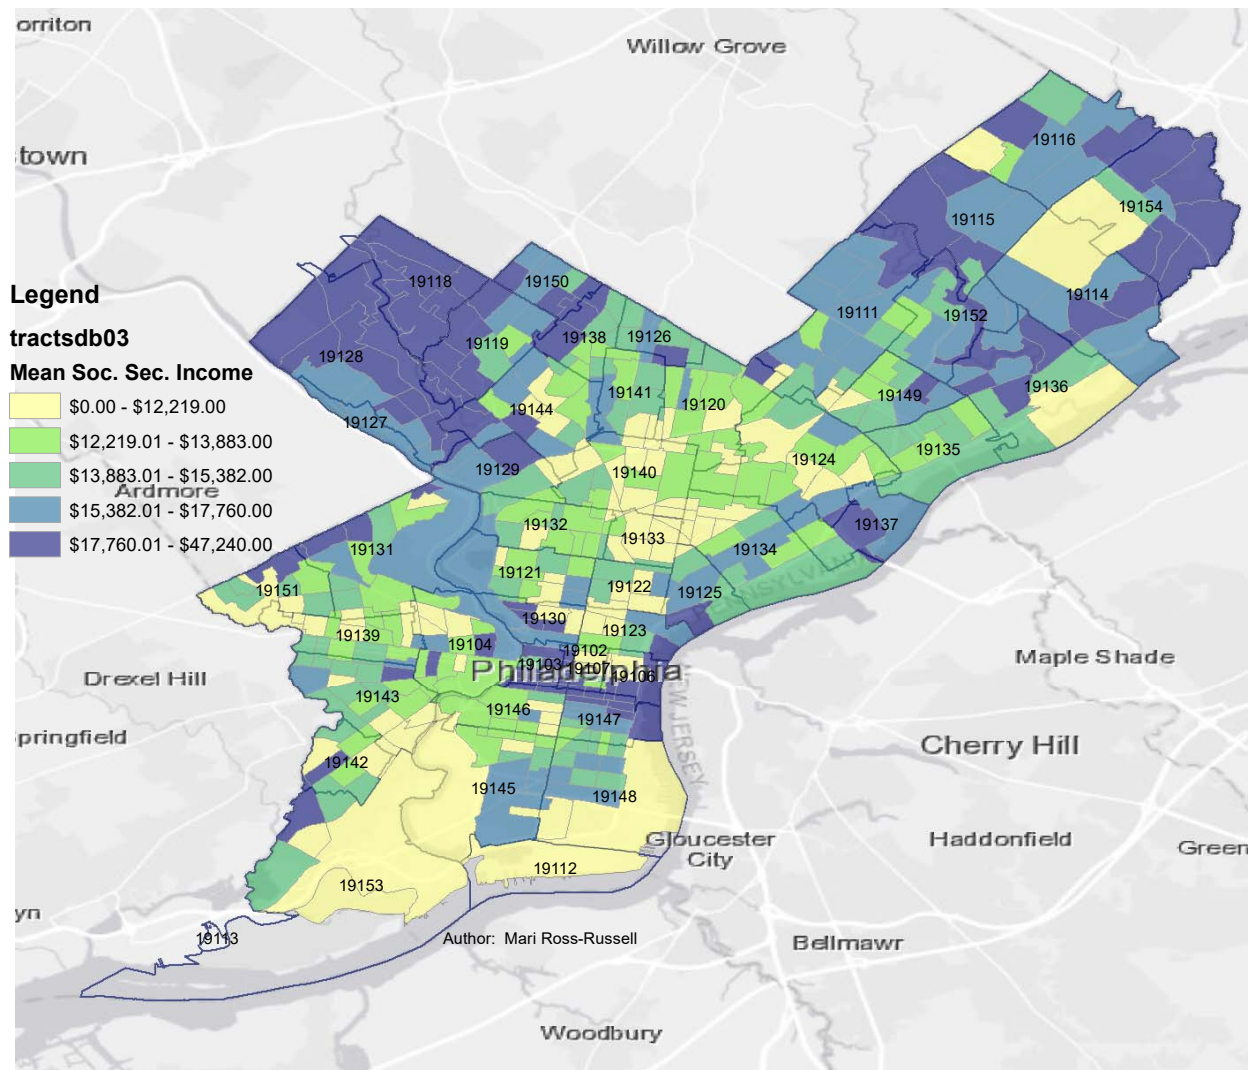 orriton
Willow Grove
town
19116
19154
19115
19118
19150
Legend
19114
19111
19152
tractsdb03
19119
19138
19126
19128
Mean Soc. Sec. Income
19136
19141
19149
$0.00 - $12,219.00
19144
19120
19127
$12,219.01 - $13,883.00
19135
19124
19129
19140
$13,883.01 - $15,382.00
Ardmore
$15,382.01 - $17,760.00
19132
19137
19133
$17,760.01 - $47,240.00
19131
19134
19121
19122
19151
19125
PENNSYLVANIA
19130
19123
19139
19104
19102
19103
19107
Philadelphia
19106
Maple Shade
Drexel Hill
19143
19146
19147
NEW JERSEY
pringfield
Cherry Hill
19142
19145
19148
Gloucester
City
Haddonfield
Green
19112
19153
yn
19113
Author: Mari Ross-Russell
Bellmawr
Woodbury